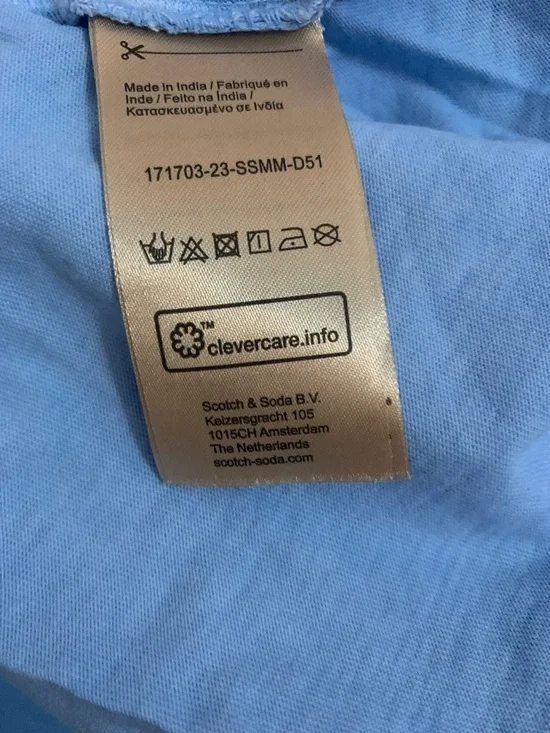 Made in India / Fabriqué en
Inde / Feito na Índia /
Κατασκευασμένο σε Ινδία
171703-23-SSMM-D51
™
clevercare.info
Scotch & Soda B.V.
Keizersgracht 105
1015CH Amsterdam
The Netherlands
scotch-soda.com